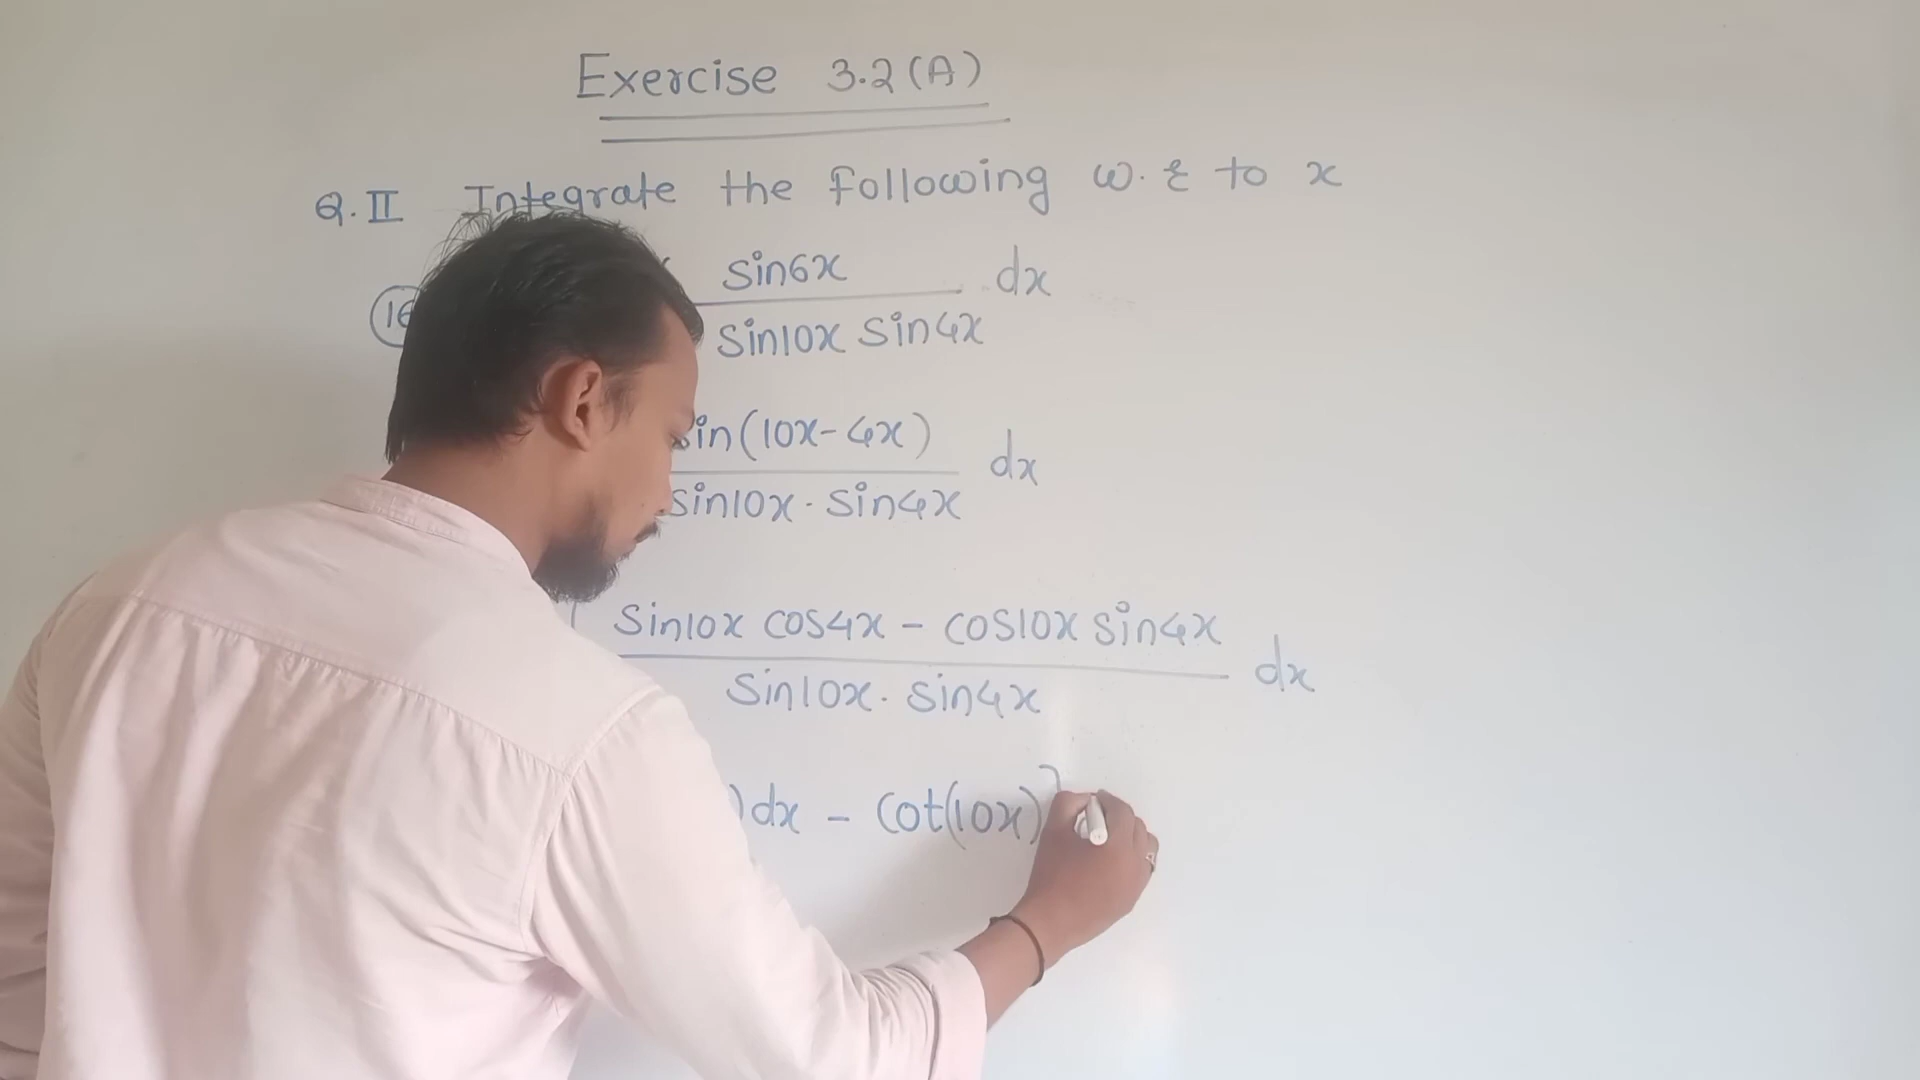 Exercise 3.2(A)
Q.II Integrate the following w.r to x
sin6x dx
sin10x sin4x
sin(10x-4x) dx
sin10x · sin4x
sin10x cos4x - cos10x sin4x dx
sin10x · sin4x
)dx - cot(10x)